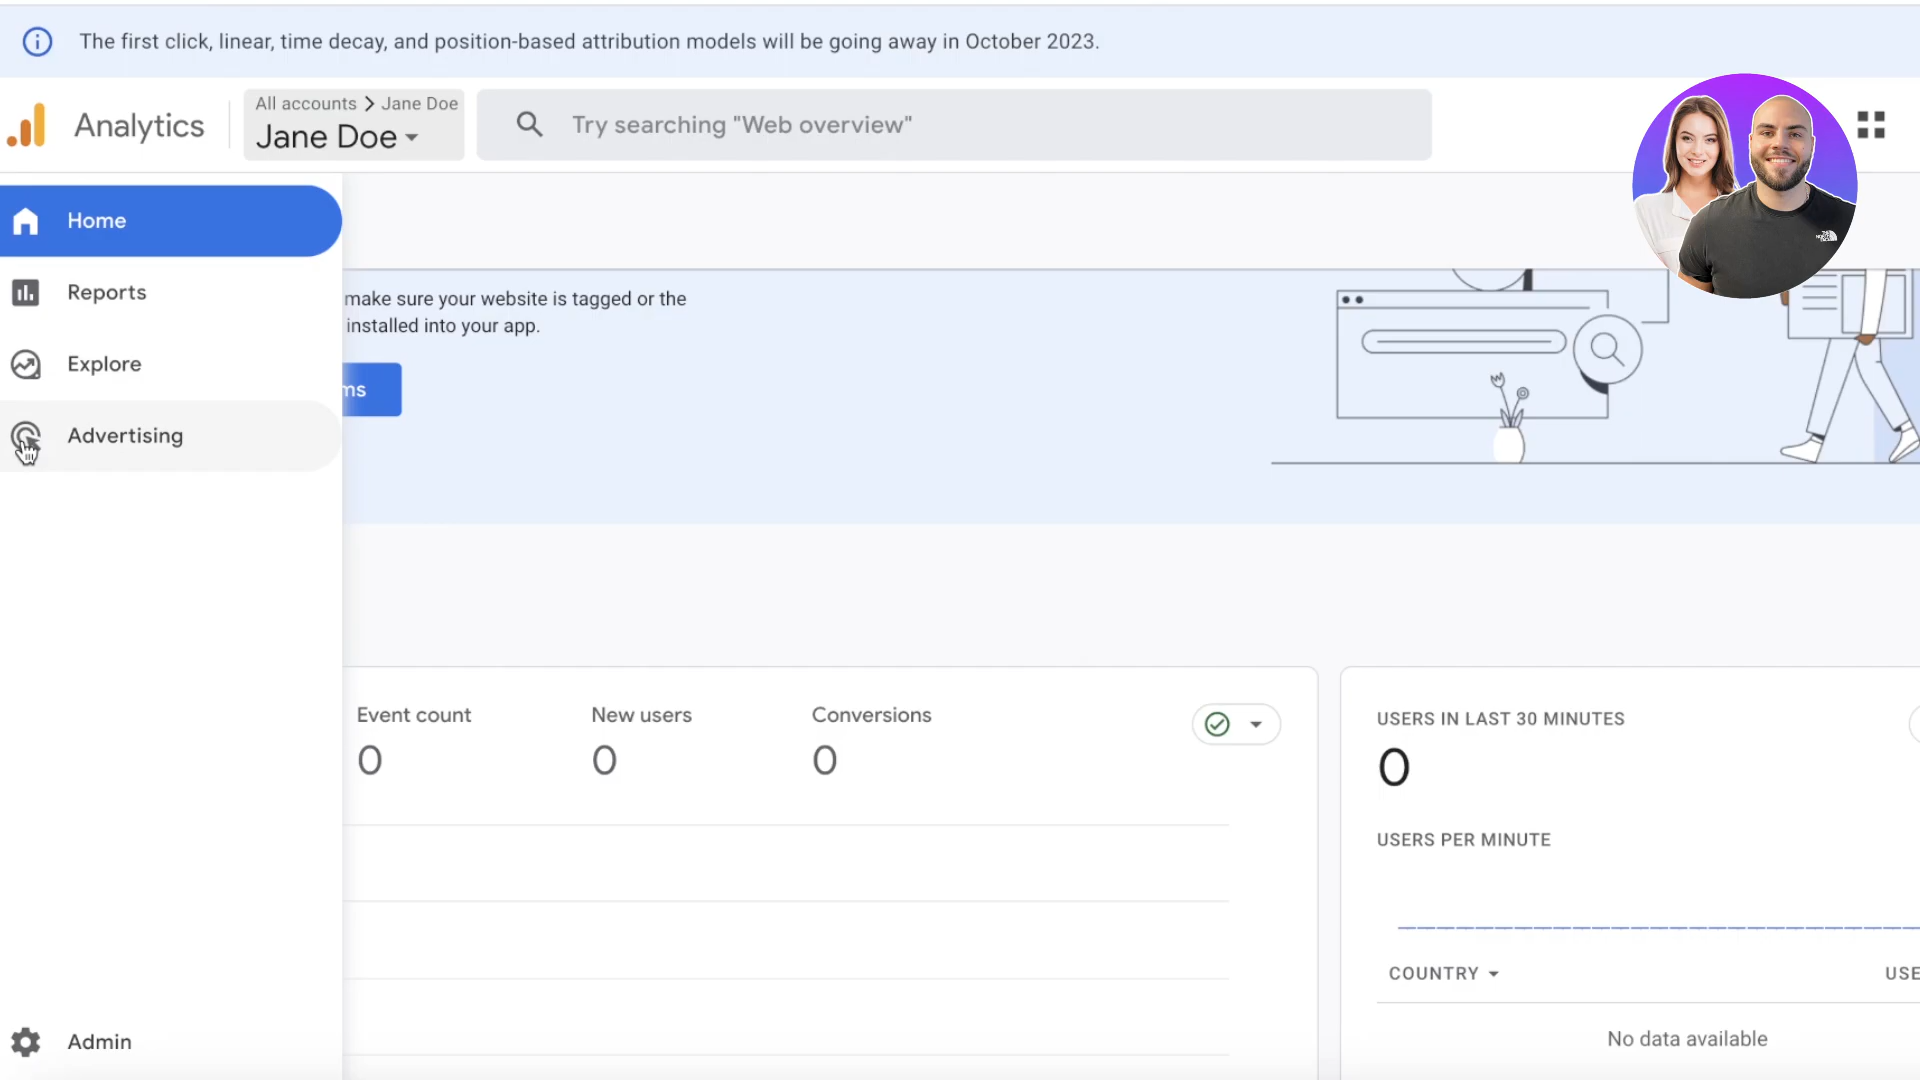 The first click, linear, time decay, and position-based attribution models will be going away in October 2023.
Analytics
All accounts > Jane Doe
Jane Doe
Try searching "Web overview"
Home
Reports
Explore
Advertising
Admin
make sure your website is tagged or the
installed into your app.
ms
Event count
0
New users
0
Conversions
0
USERS IN LAST 30 MINUTES
0
USERS PER MINUTE
COUNTRY
USE
No data available
THE NORTH FACE